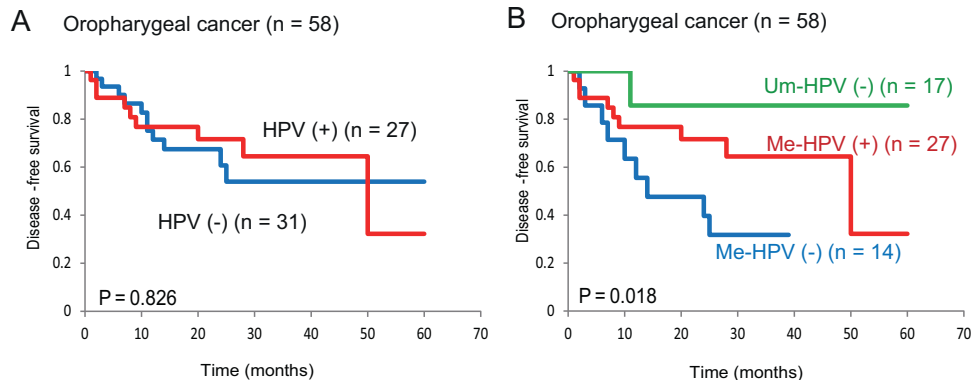 A Oropharygeal cancer (n = 58)
Disease -free survival
1
0.8
0.6
0.4
0.2
0
HPV (+) (n = 27)
HPV (-) (n = 31)
P = 0.826
0 10 20 30 40 50 60 70
Time (months)
B Oropharygeal cancer (n = 58)
Disease -free survival
1
0.8
0.6
0.4
0.2
0
Um-HPV (-) (n = 17)
Me-HPV (+) (n = 27)
Me-HPV (-) (n = 14)
P = 0.018
0 10 20 30 40 50 60 70
Time (months)